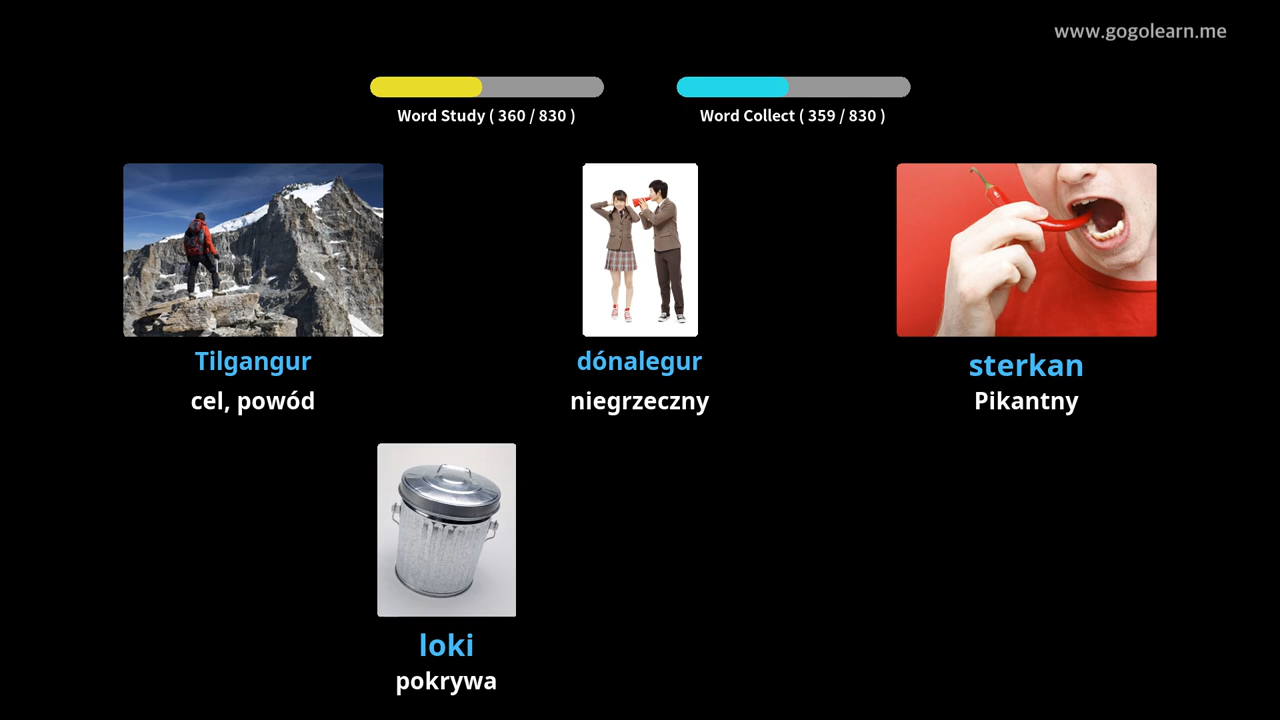 www.gogolearn.me
Word Study ( 360 / 830 )
Word Collect ( 359 / 830 )
Tilgangur
dónalegur
sterkan
cel, powód
niegrzeczny
Pikantny
loki
pokrywa